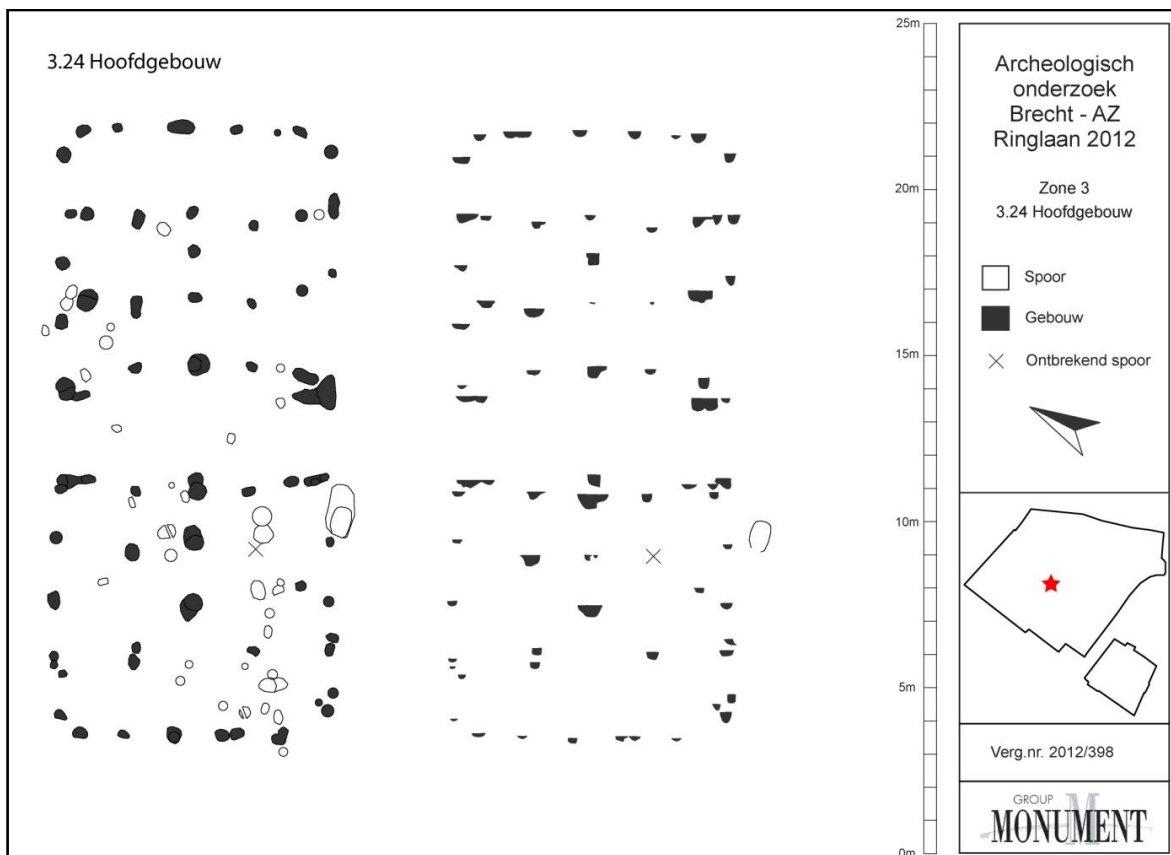 3.24 Hoofdgebouw
25m
20m
15m
10m
5m
0m
Archeologisch
onderzoek
Brecht - AZ
Ringlaan 2012
Zone 3
3.24 Hoofdgebouw
Spoor
Gebouw
Ontbrekend spoor
Verg.nr. 2012/398
GROUP M
MONUMENT